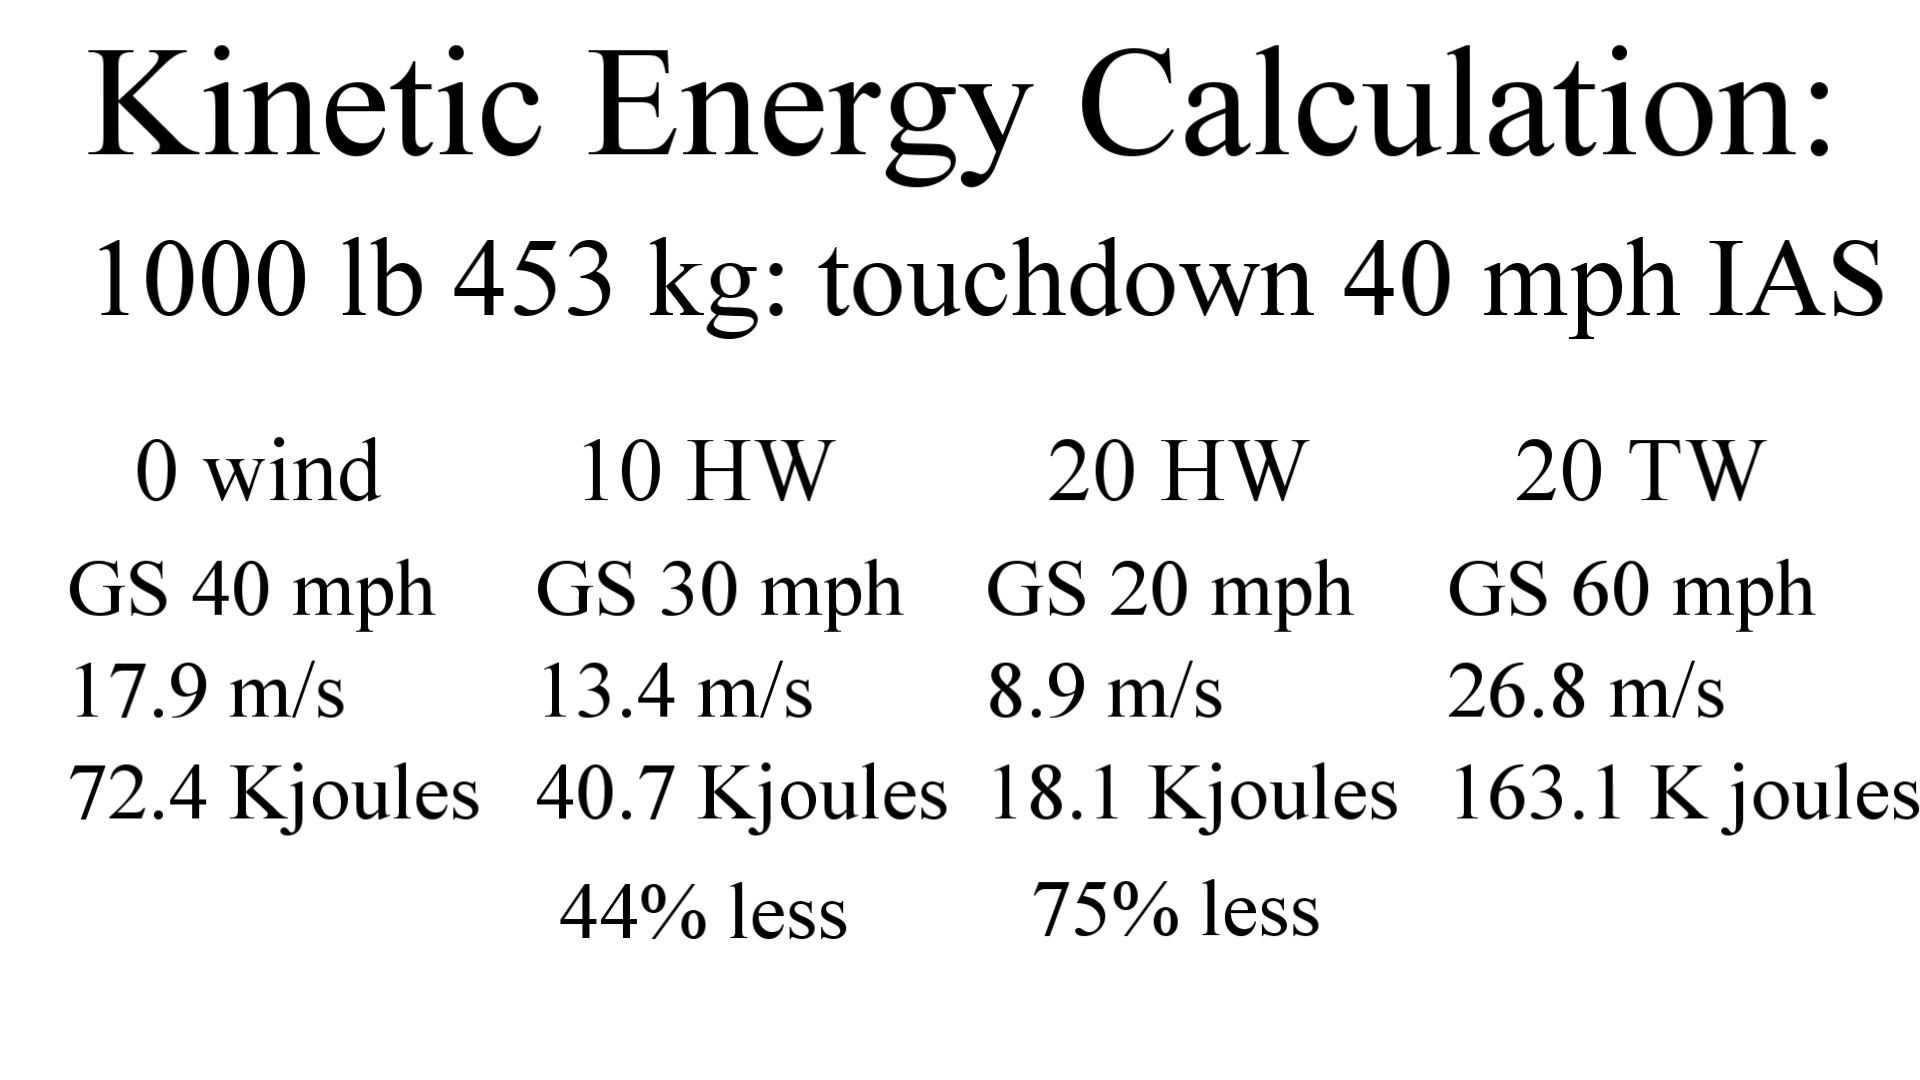 Kinetic Energy Calculation:
1000 lb 453 kg: touchdown 40 mph IAS
0 wind 10 HW 20 HW 20 TW
GS 40 mph GS 30 mph GS 20 mph GS 60 mph
17.9 m/s 13.4 m/s 8.9 m/s 26.8 m/s
72.4 Kjoules 40.7 Kjoules 18.1 Kjoules 163.1 K joules
44% less 75% less